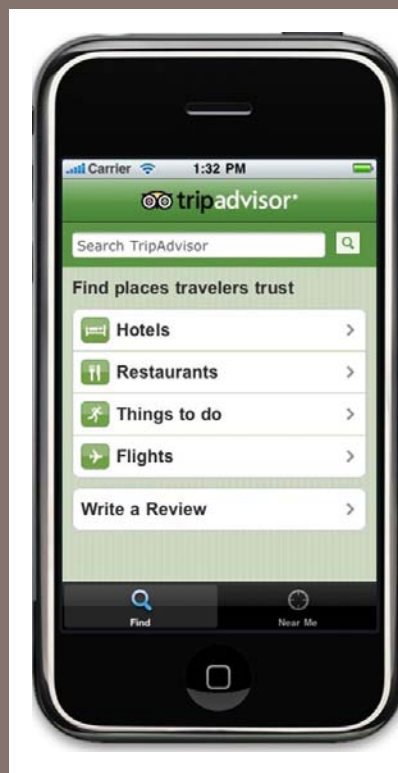 Carrier 1:32 PM
tripadvisor
Search TripAdvisor
Find places travelers trust
Hotels
Restaurants
Things to do
Flights
Write a Review
Find Near Me